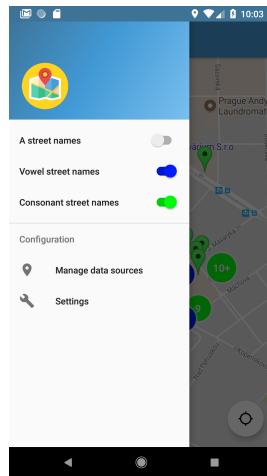 10:03
Prague Andy
Laundromat
A street names
Vowel street names
Consonant street names
Configuration
Manage data sources
10+
Settings